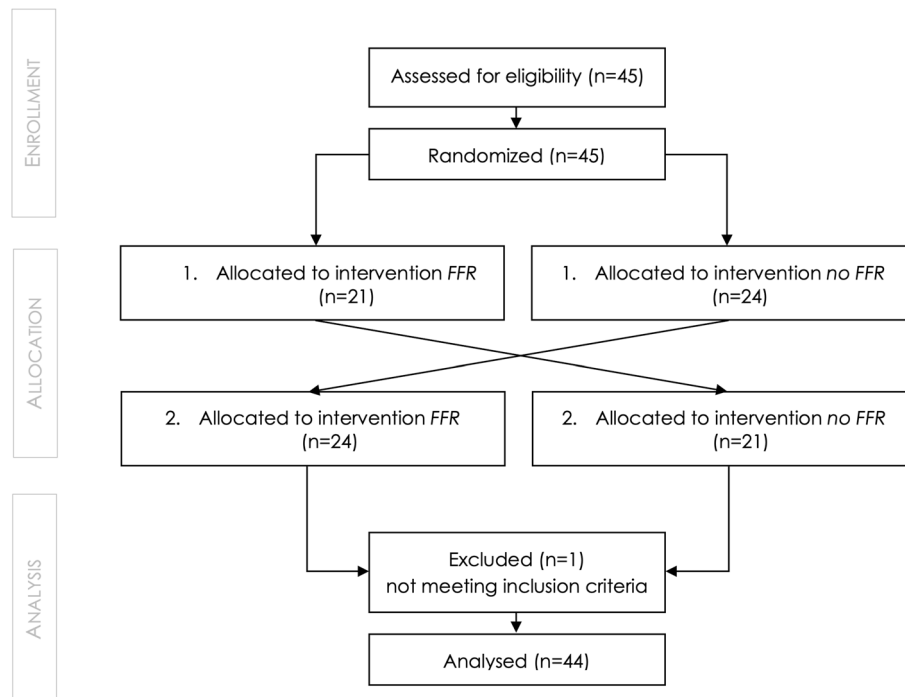 ENROLLMENT
Assessed for eligibility (n=45)
Randomized (n=45)
ALLOCATION
1. Allocated to intervention FFR
(n=21)
1. Allocated to intervention no FFR
(n=24)
2. Allocated to intervention FFR
(n=24)
2. Allocated to intervention no FFR
(n=21)
ANALYSIS
Excluded (n=1)
not meeting inclusion criteria
Analysed (n=44)